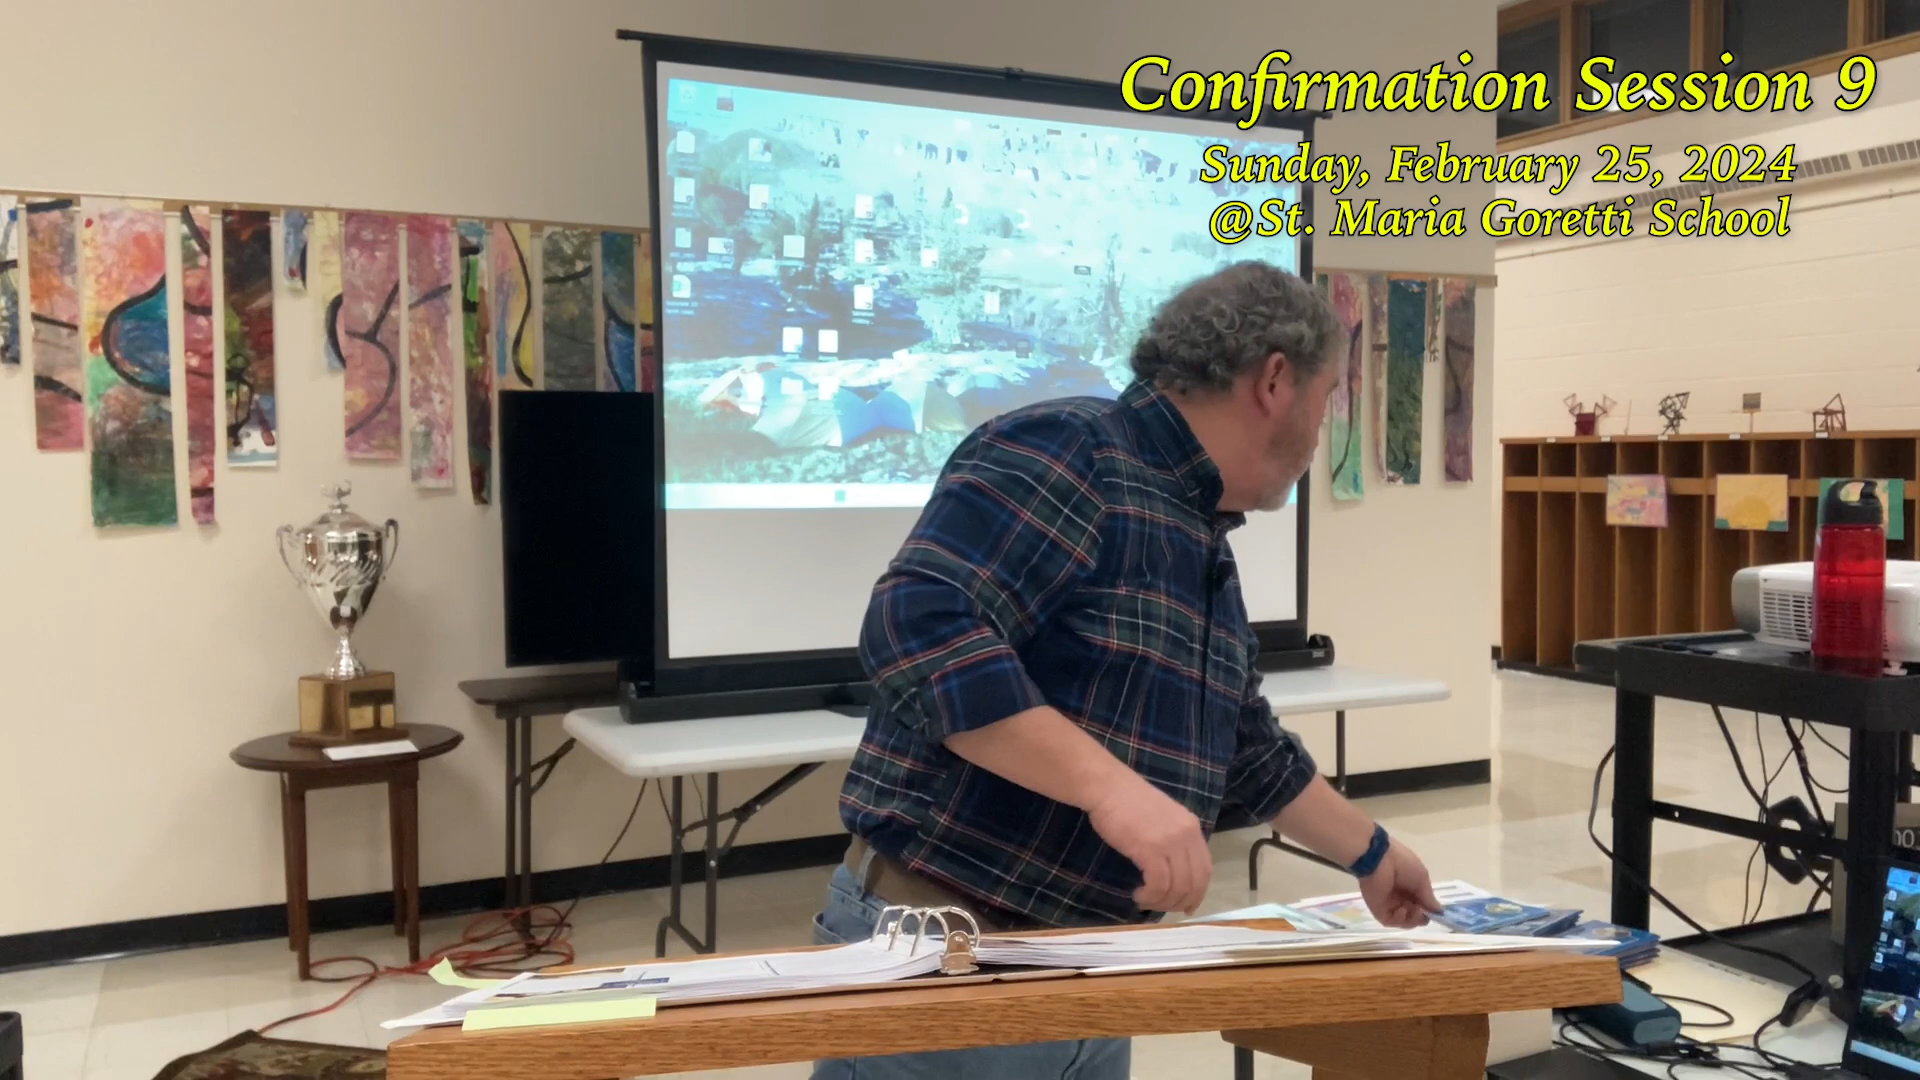 Confirmation Session 9
Sunday, February 25, 2024
@St. Maria Goretti School